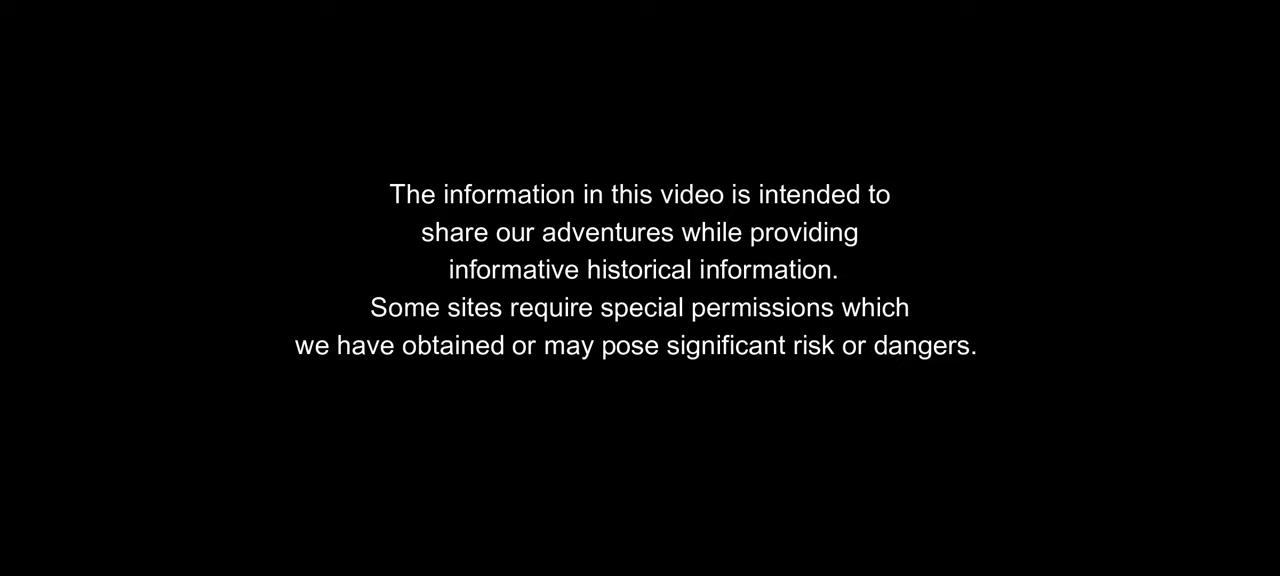 The information in this video is intended to
share our adventures while providing
informative historical information.
Some sites require special permissions which
we have obtained or may pose significant risk or dangers.